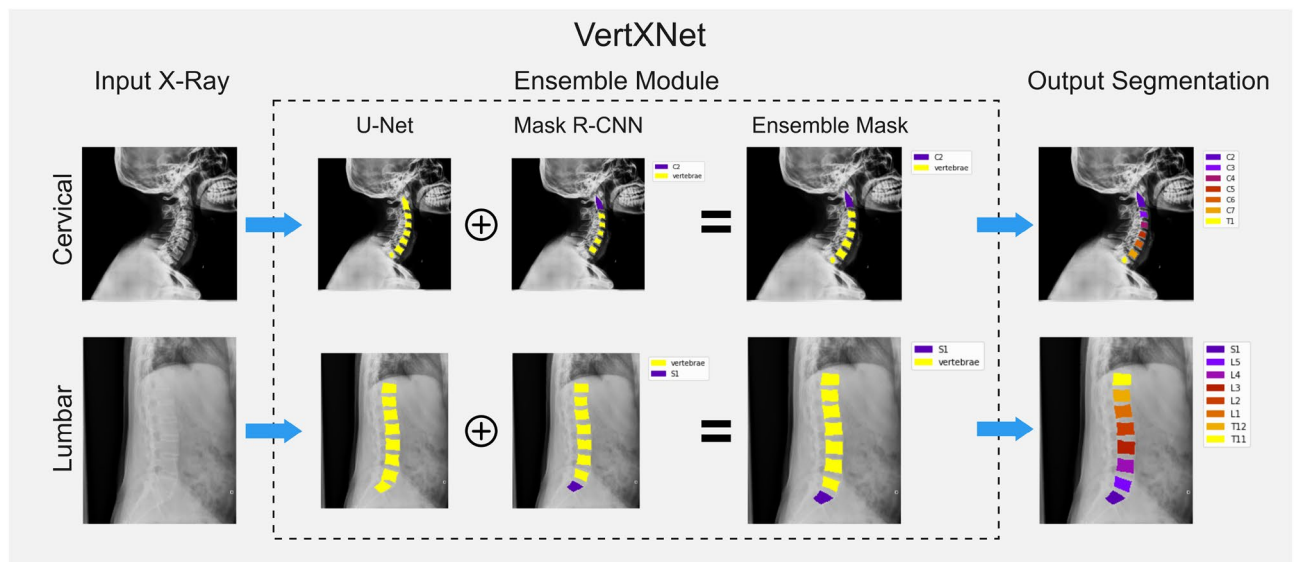 VertXNet
Input X-Ray
Ensemble Module
Output Segmentation
U-Net
Mask R-CNN
Ensemble Mask
Cervical
C2
vertebrae
C2
vertebrae
C2
C3
C4
C5
C6
C7
T1
Lumbar
vertebrae
S1
S1
vertebrae
S1
L5
L4
L3
L2
L1
T12
T11